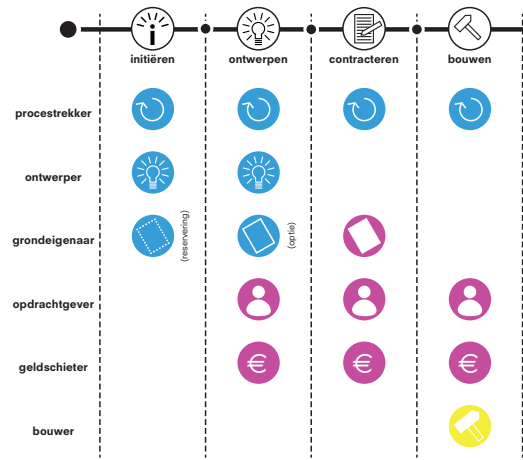 initiëren
ontwerpen
contracteren
bouwen
procestrekker
ontwerper
grondeigenaar
(reservering)
(optie)
opdrachtgever
geldschieter
€
€
€
bouwer